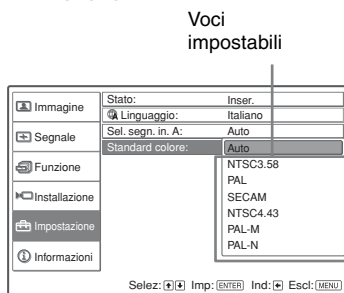 Voci
impostabili
Immagine
Segnale
Funzione
Installazione
Impostazione
Informazioni
Stato: Inser.
Linguaggio: Italiano
Sel. segn. in. A: Auto
Standard colore: Auto
NTSC3.58
PAL
SECAM
NTSC4.43
PAL-M
PAL-N
Selez: Imp: ENTER Ind: Escl: MENU